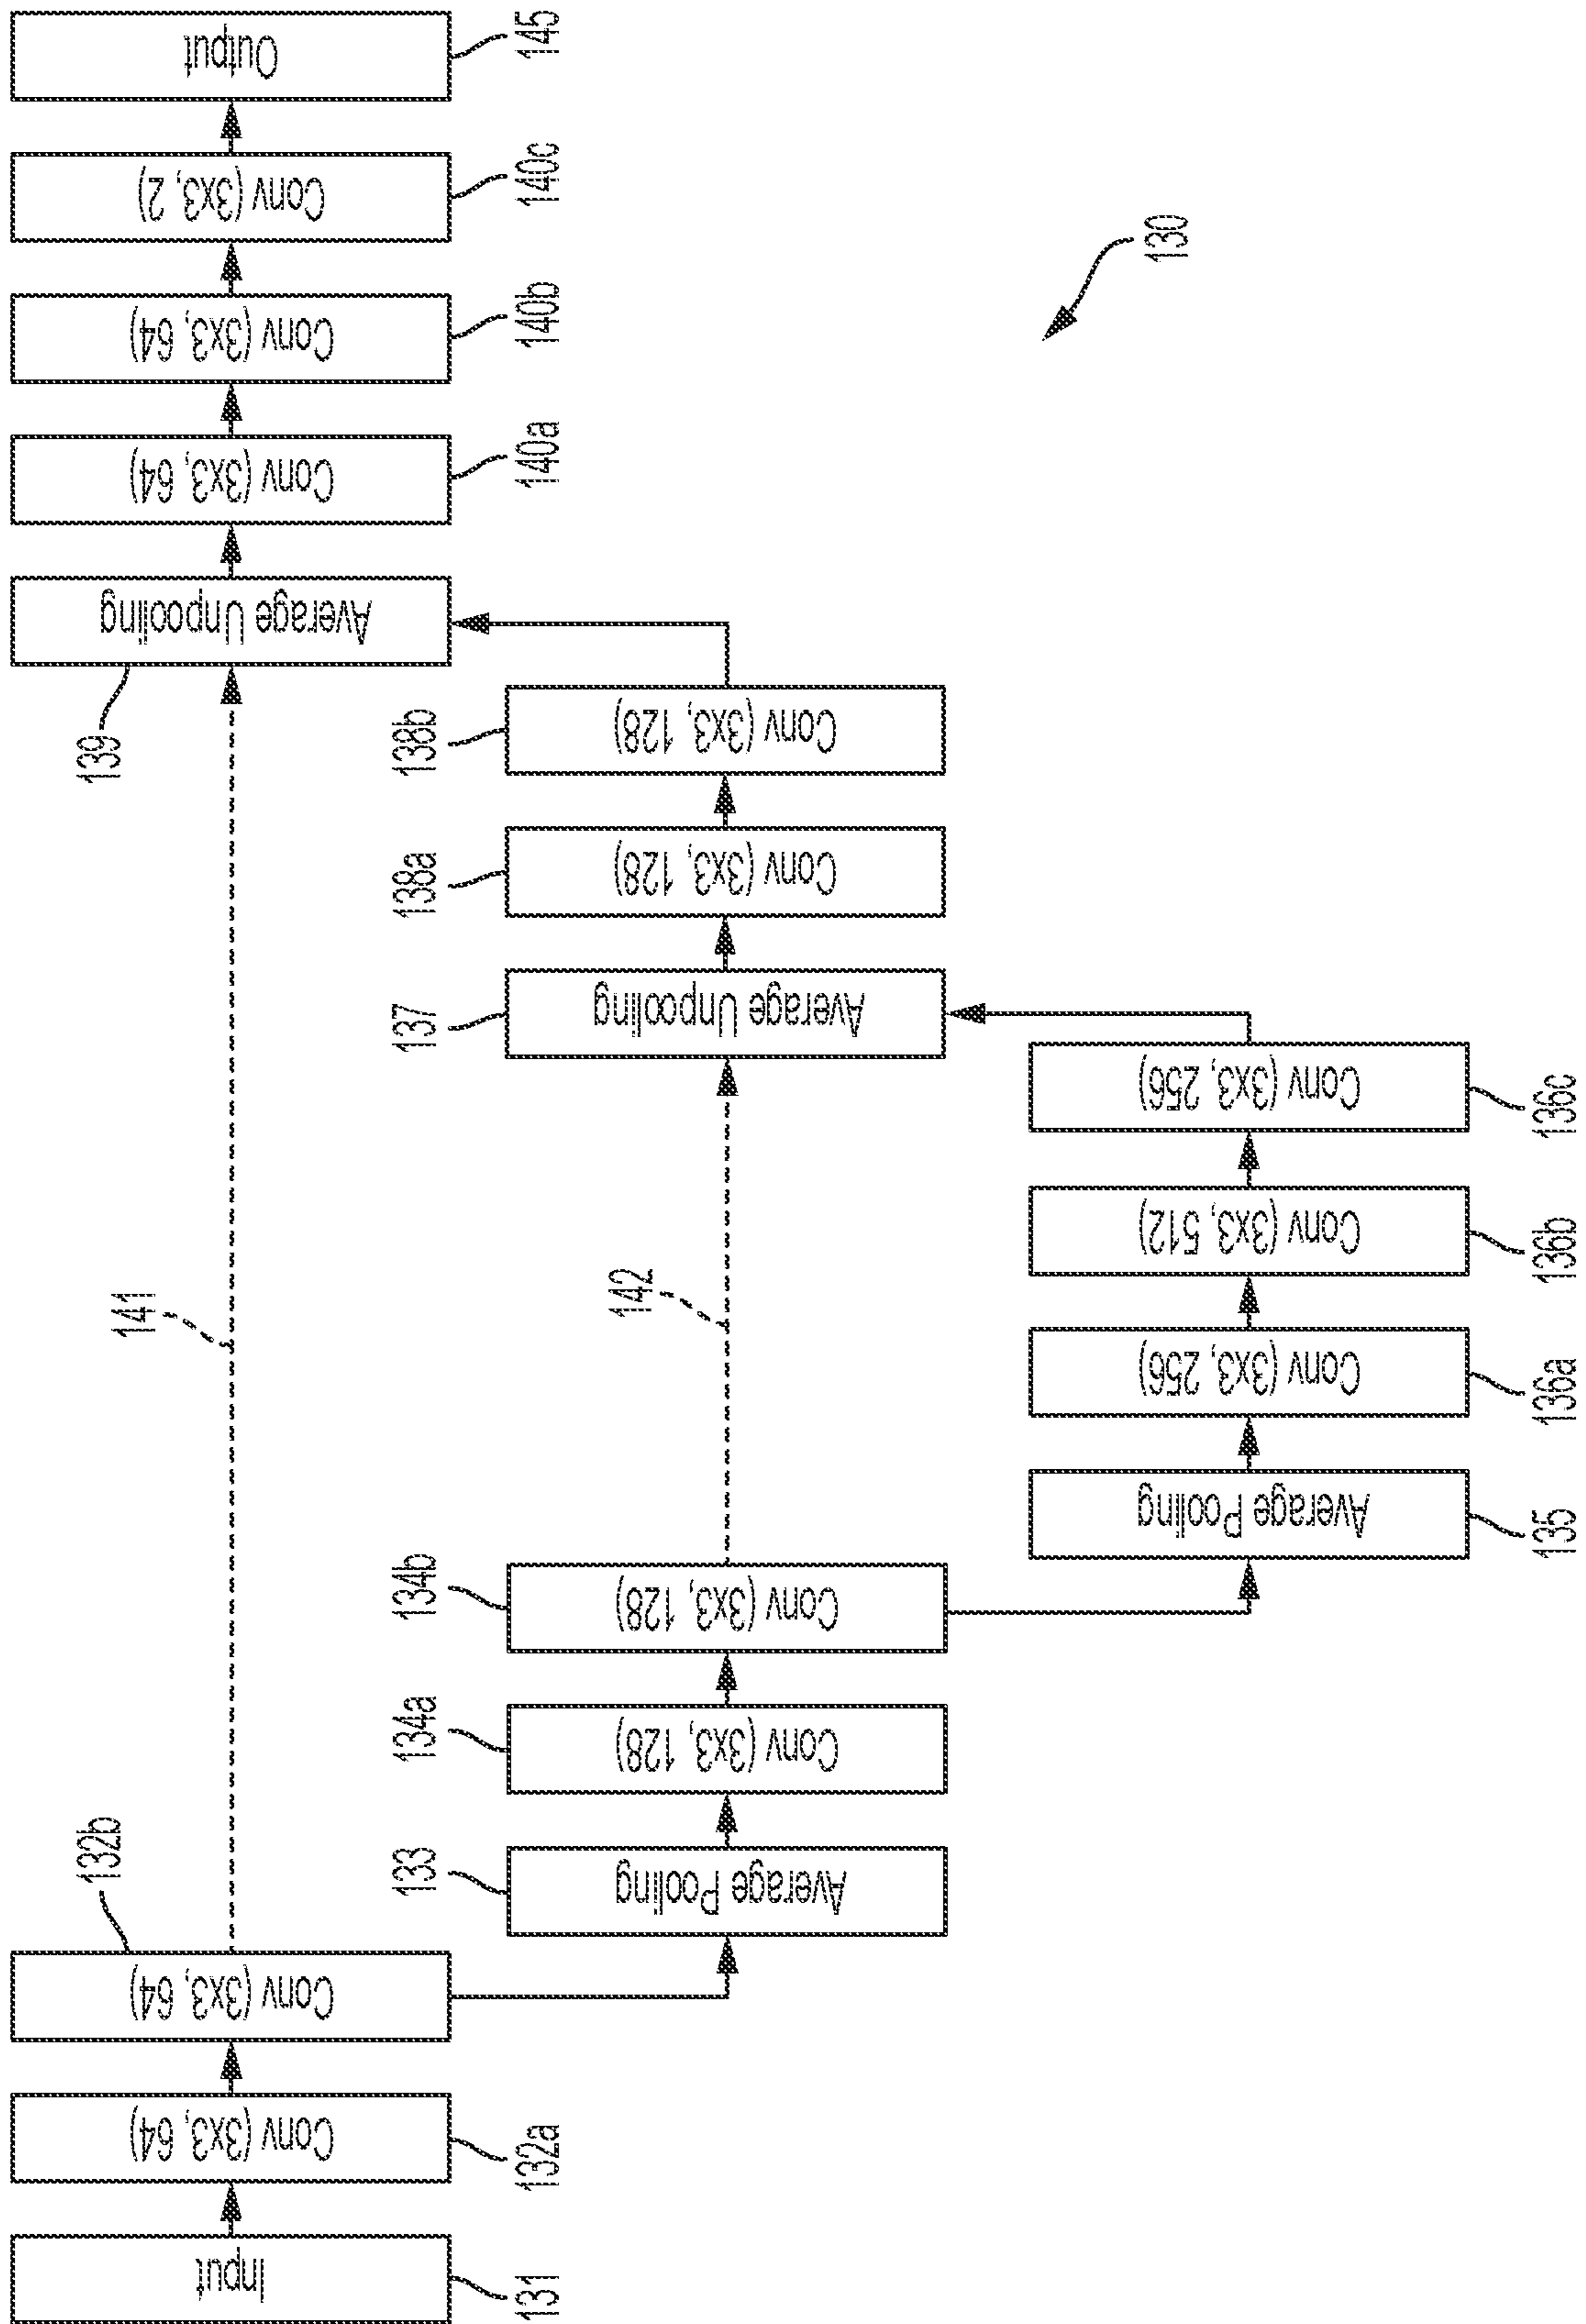 Input
131
Conv (3x3, 64)
132a
Conv (3x3, 64)
132b
Average Pooling
133
Conv (3x3, 128)
134a
Conv (3x3, 128)
134b
Average Pooling
135
Conv (3x3, 256)
136a
Conv (3x3, 512)
136b
Conv (3x3, 256)
136c
141
142
Average Unpooling
137
Conv (3x3, 128)
138a
Conv (3x3, 128)
138b
Average Unpooling
139
Conv (3x3, 64)
140a
Conv (3x3, 64)
140b
Conv (3x3, 2)
140c
Output
145
130